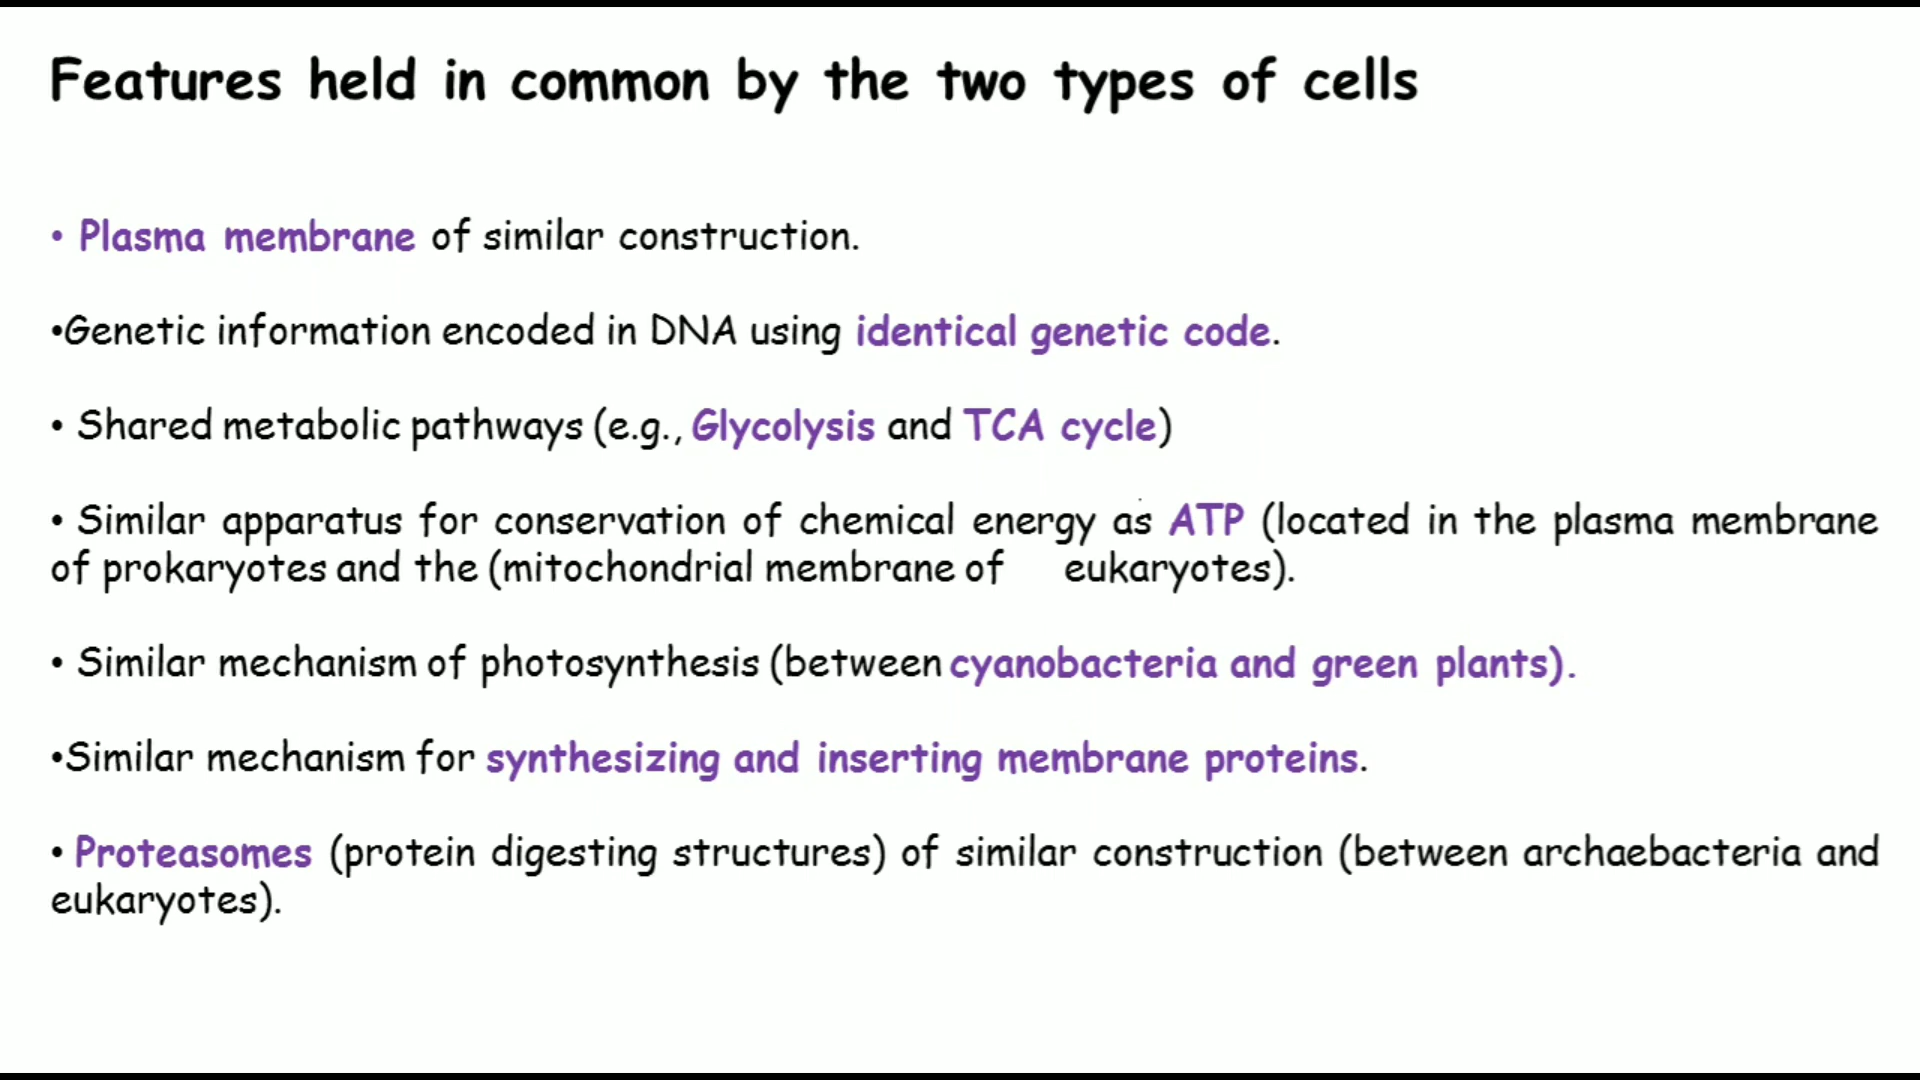 Features held in common by the two types of cells
• Plasma membrane of similar construction.
•Genetic information encoded in DNA using identical genetic code.
• Shared metabolic pathways (e.g., Glycolysis and TCA cycle)
• Similar apparatus for conservation of chemical energy as ATP (located in the plasma membrane
of prokaryotes and the (mitochondrial membrane of eukaryotes).
• Similar mechanism of photosynthesis (between cyanobacteria and green plants).
•Similar mechanism for synthesizing and inserting membrane proteins.
• Proteasomes (protein digesting structures) of similar construction (between archaebacteria and
eukaryotes).